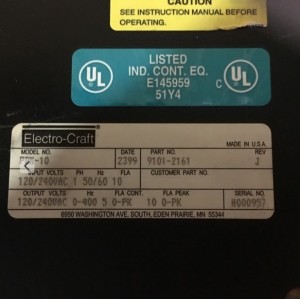 CAUTION
SEE INSTRUCTION MANUAL BEFORE
OPERATING.
LISTED
IND. CONT. EQ.
E145959
51Y4
UL
C UL
Electro-Craft
MADE IN U.S.A.
MODEL NO. DATE PART NO. REV
-10 2399 9101-2161 J
INPUT VOLTS PH Hz FLA CUSTOMER PART NO.
120/240VAC 1 50/60 10
OUTPUT VOLTS Hz FLA CONT. FLA PEAK SERIAL NO.
120/240VAC 0-400 5 0-PK 10 0-PK
8950 WASHINGTON AVE. SOUTH, EDEN PRAIRIE, MN 55344